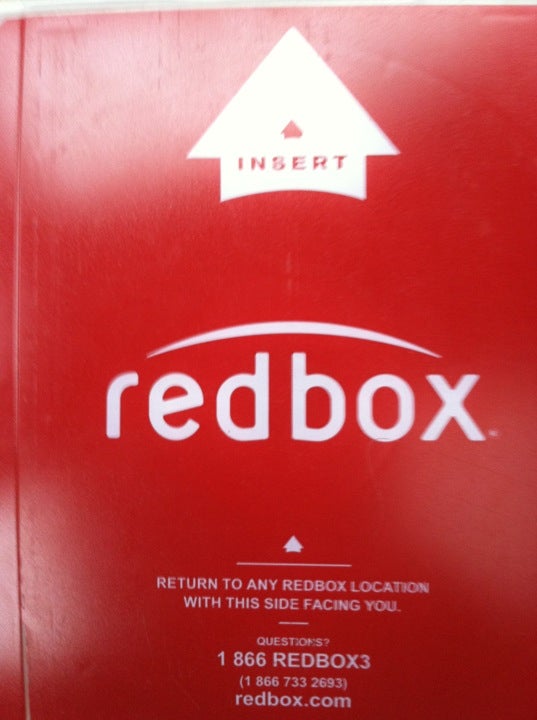 INSERT
redbox
RETURN TO ANY REDBOX LOCATION
WITH THIS SIDE FACING YOU.
QUESTIONS?
1 866 REDBOX3
(1 866 733 2693)
redbox.com